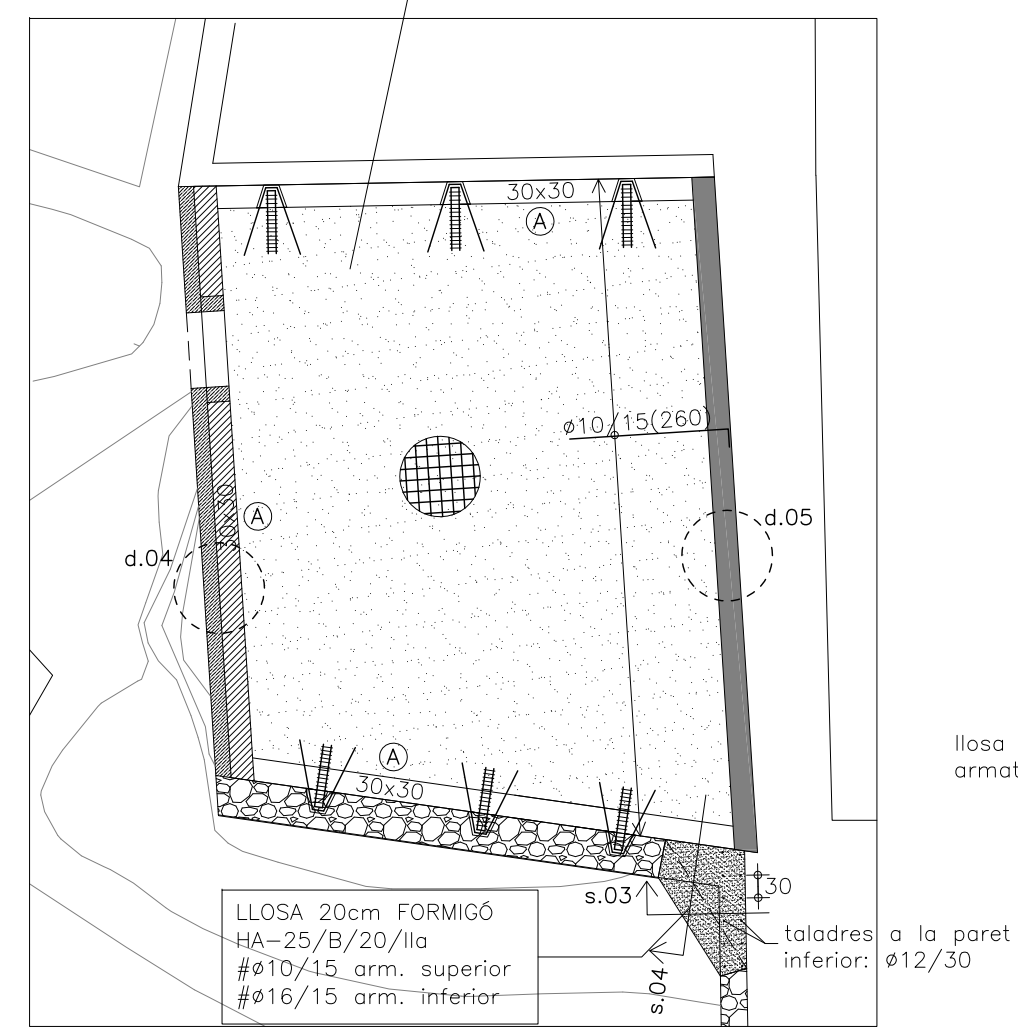 30x30
A
ø10/15(260)
30x30
A
d.05
d.04
A
30x30
llosa
armat
s.03
30
LLOSA 20cm FORMIGÓ
HA-25/B/20/IIa
#ø10/15 arm. superior
#ø16/15 arm. inferior
s.04
taladres a la paret
inferior: ø12/30